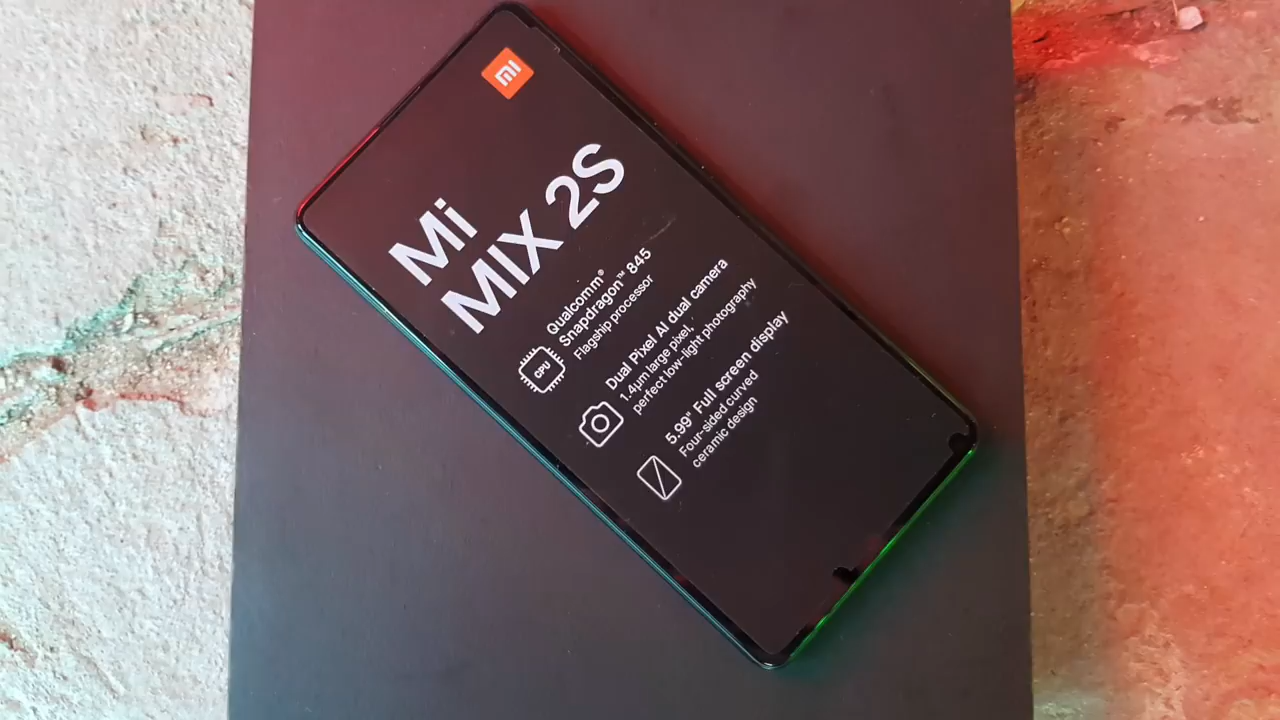 mi
Mi
MIX 2S
Qualcomm®
Snapdragon™ 845
Flagship processor
CPU
Dual Pixel AI dual camera
1.4μm large pixel,
perfect low-light photography
5.99" Full screen display
Four-sided curved
ceramic design